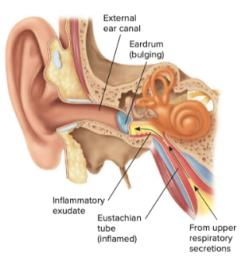 External
ear canal
Eardrum
(bulging)
Inflammatory
exudate
Eustachian
tube
(inflamed)
From upper
respiratory
secretions